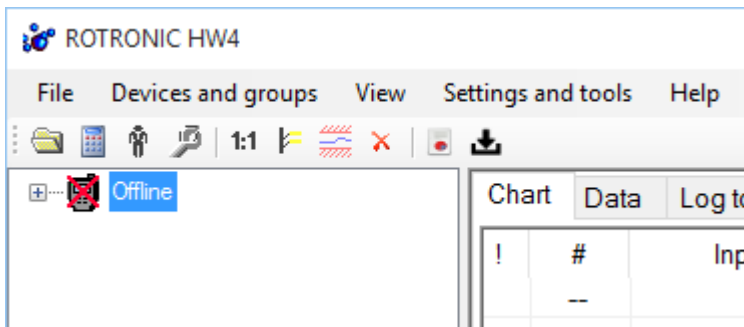 ROTRONIC HW4
File Devices and groups View Settings and tools Help
1:1
Offline
Chart Data Log to
! # Inp
--